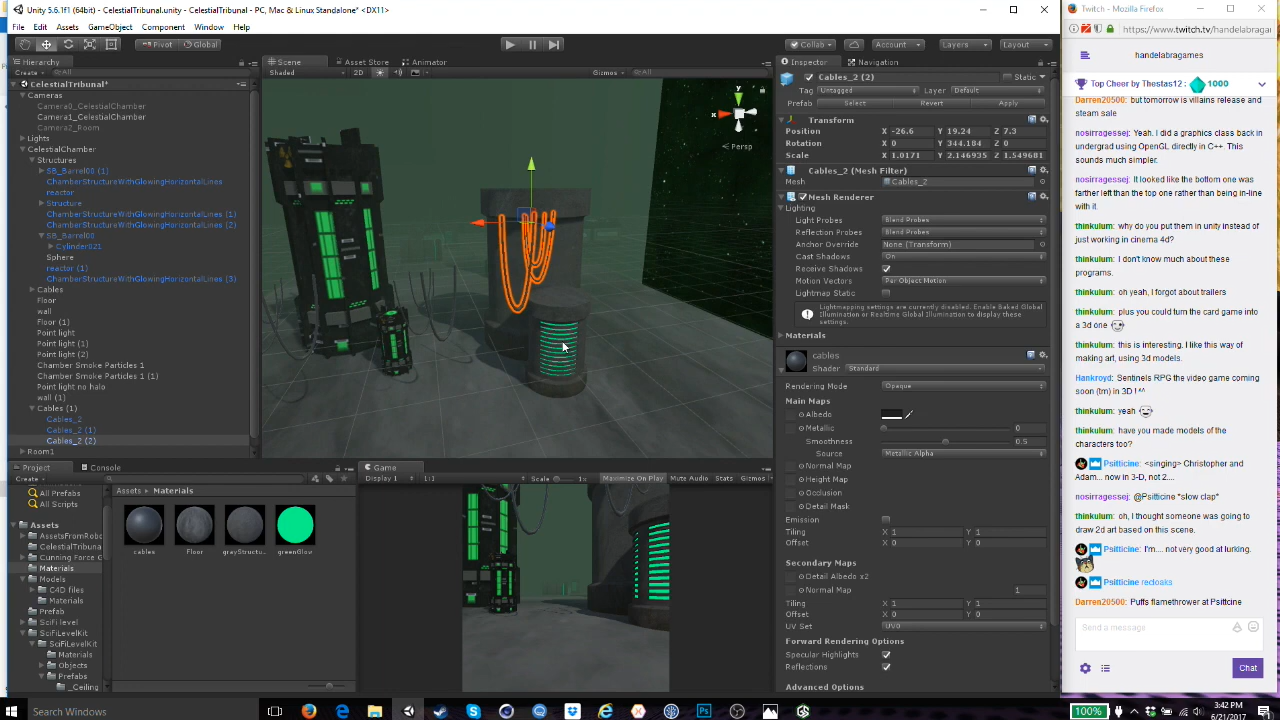 Unity 5.6.1f1 (64bit) - CelestialTribunal.unity - CelestialTribunal - PC, Mac & Linux Standalone* <DX11>
File Edit Assets GameObject Component Window Help
Pivot Global
Collab Account Layers Layout
Hierarchy
Create All
CelestialTribunal*
Cameras
Camera0_CelestialChamber
Camera1_CelestialChamber
Camera2_Room
Lights
CelestialChamber
Structures
SB_Barrel00 (1)
ChamberStructureWithGlowingHorizontalLines
reactor
Structure
ChamberStructureWithGlowingHorizontalLines (1)
ChamberStructureWithGlowingHorizontalLines (2)
SB_Barrel00
Cylinder021
Sphere
reactor (1)
ChamberStructureWithGlowingHorizontalLines (3)
Cables
Floor
wall
Floor (1)
Point light
Point light (1)
Point light (2)
Chamber Smoke Particles 1
Chamber Smoke Particles 1 (1)
Point light no halo
wall (1)
Cables (1)
Cables_2
Cables_2 (1)
Cables_2 (2)
Room1
Scene Asset Store Animator
Shaded 2D Gizmos All
y
x
Persp
Project Console
Create
All Prefabs
All Scripts
Assets
AssetsFromRobo
CelestialTribuna
Cunning Force G
Materials
Models
C4D files
Materials
Prefab
SciFi level
SciFiLevelKit
SciFiLevelKit
Materials
Objects
Prefabs
_Ceiling
Assets Materials
cables Floor grayStructu... greenGlow
Game
Display 1 1:1 Scale 1x Maximize On Play Mute Audio Stats Gizmos
Inspector Navigation
Cables_2 (2) Static
Tag Untagged Layer Default
Prefab Select Revert Apply
Transform
Position X -26.6 Y 19.24 Z 7.3
Rotation X 0 Y 344.184 Z 0
Scale X 1.0171 Y 2.146935 Z 1.549681
Cables_2 (Mesh Filter)
Mesh Cables_2
Mesh Renderer
Lighting
Light Probes Blend Probes
Reflection Probes Blend Probes
Anchor Override None (Transform)
Cast Shadows On
Receive Shadows
Motion Vectors Per Object Motion
Lightmap Static
Lightmapping settings are currently disabled. Enable Baked Global
Illumination or Realtime Global Illumination to display these
settings.
Materials
cables
Shader Standard
Rendering Mode Opaque
Main Maps
Albedo
Metallic 0
Smoothness 0.5
Source Metallic Alpha
Normal Map
Height Map
Occlusion
Detail Mask
Emission
Tiling X 1 Y 1
Offset X 0 Y 0
Secondary Maps
Detail Albedo x2
Normal Map 1
Tiling X 1 Y 1
Offset X 0 Y 0
UV Set UV0
Forward Rendering Options
Specular Highlights
Reflections
Advanced Options
Twitch - Mozilla Firefox
https://www.twitch.tv/handelabragam
handelabragames
Top Cheer by Thestas12: 1000
Darren20500: but tomorrow is villains release and
steam sale
nosirragessej: Yeah. I did a graphics class back in
undergrad using OpenGL directly in C++. This
sounds much simpler.
nosirragessej: It looked like the bottom one was
farther left than the top one rather than being in-line
with it.
thinkulum: why do you put them in unity instead of
just working in cinema 4d?
thinkulum: I don't know much about these
programs.
thinkulum: oh yeah, I forgot about trailers
thinkulum: plus you could turn the card game into
a 3d one
thinkulum: this is interesting. I like this way of
making art, using 3d models.
Hankroyd: Sentinels RPG the video game coming
soon (tm) in 3D ! ^^
thinkulum: yeah
thinkulum: have you made models of the
characters too?
Psitticine: <singing> Christopher and
Adam... now in 3-D, not 2....
nosirragessej: @Psitticine *slow clap*
thinkulum: oh, I thought someone was going to
draw 2d art based on this scene.
Psitticine: I'm.... not very good at lurking.
Psitticine recloaks
Darren20500: Puffs flamethrower at Psittcine
Send a message
Chat
Search Windows
100%
3:42 PM